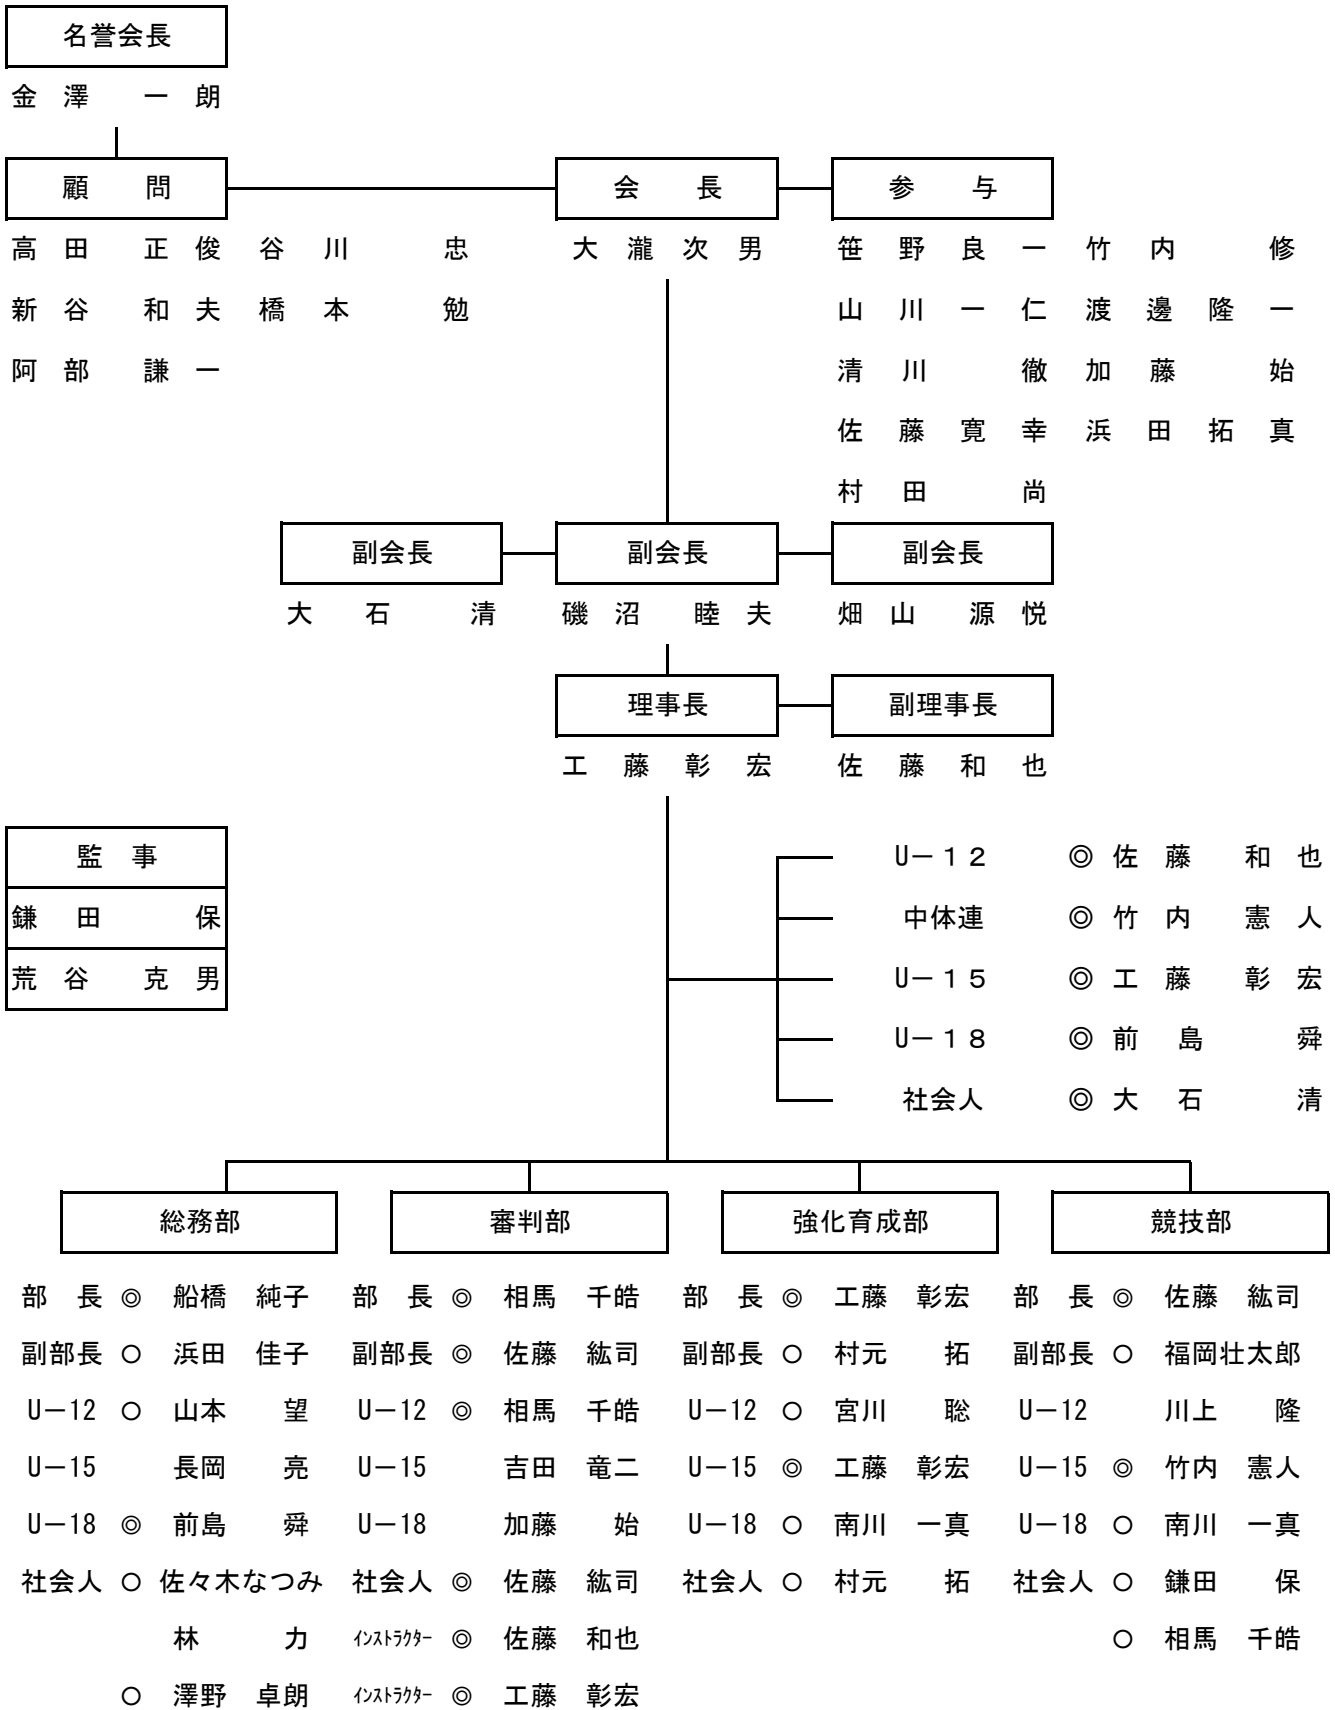 名誉会長
金澤 一朗
顧 問 会 長 参 与
高田 正俊 谷川 忠 大瀧次男 笹野良一 竹内 修
新谷 和夫 橋本 勉 山川一仁 渡邊隆一
阿部 謙一 清川 徹 加藤 始
佐藤寛幸 浜田拓真
村田 尚
副会長 副会長 副会長
大石 清 磯沼 睦夫 畑山 源悦
理事長 副理事長
工藤彰宏 佐藤和也
監 事 U－１２ ◎ 佐藤 和也
鎌田 保 中体連 ◎ 竹内 憲人
荒谷 克男 U－１５ ◎ 工藤 彰宏
U－１８ ◎ 前島 舜
社会人 ◎ 大石 清
総務部 審判部 強化育成部 競技部
部 長 ◎ 船橋 純子 部 長 ◎ 相馬 千皓 部 長 ◎ 工藤 彰宏 部 長 ◎ 佐藤 紘司
副部長 ○ 浜田 佳子 副部長 ◎ 佐藤 紘司 副部長 ○ 村元 拓 副部長 ○ 福岡壮太郎
U－12 ○ 山本 望 U－12 ◎ 相馬 千皓 U－12 ○ 宮川 聡 U－12 川上 隆
U－15 長岡 亮 U－15 吉田 竜二 U－15 ◎ 工藤 彰宏 U－15 ◎ 竹内 憲人
U－18 ◎ 前島 舜 U－18 加藤 始 U－18 ○ 南川 一真 U－18 ○ 南川 一真
社会人 ○ 佐々木なつみ 社会人 ◎ 佐藤 紘司 社会人 ○ 村元 拓 社会人 ○ 鎌田 保
林 力 ｲﾝｽﾄﾗｸﾀｰ ◎ 佐藤 和也 ○ 相馬 千皓
○ 澤野 卓朗 ｲﾝｽﾄﾗｸﾀｰ ◎ 工藤 彰宏